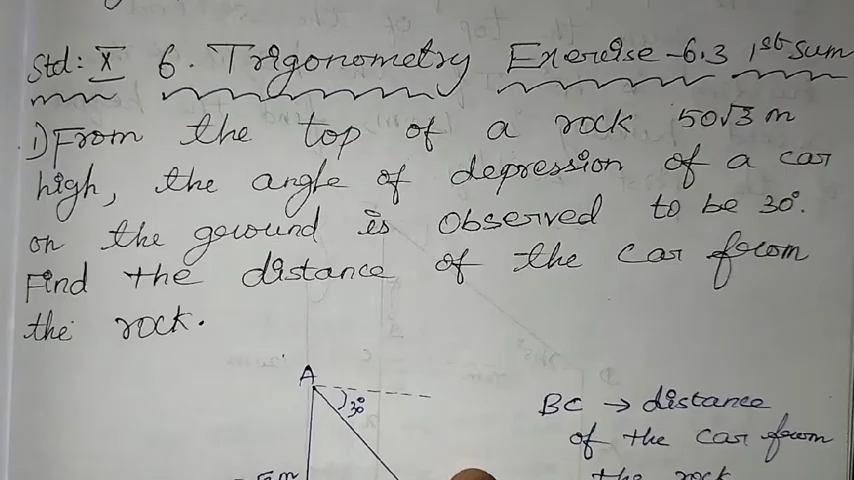 Std: X 6. Trigonometry Exercise-6.3 1st sum
1) From the top of a rock 50√3 m
high, the angle of depression of a car
on the ground is observed to be 30°.
Find the distance of the car from
the rock.
A
30°
BC → distance
of the car from
the rock
m